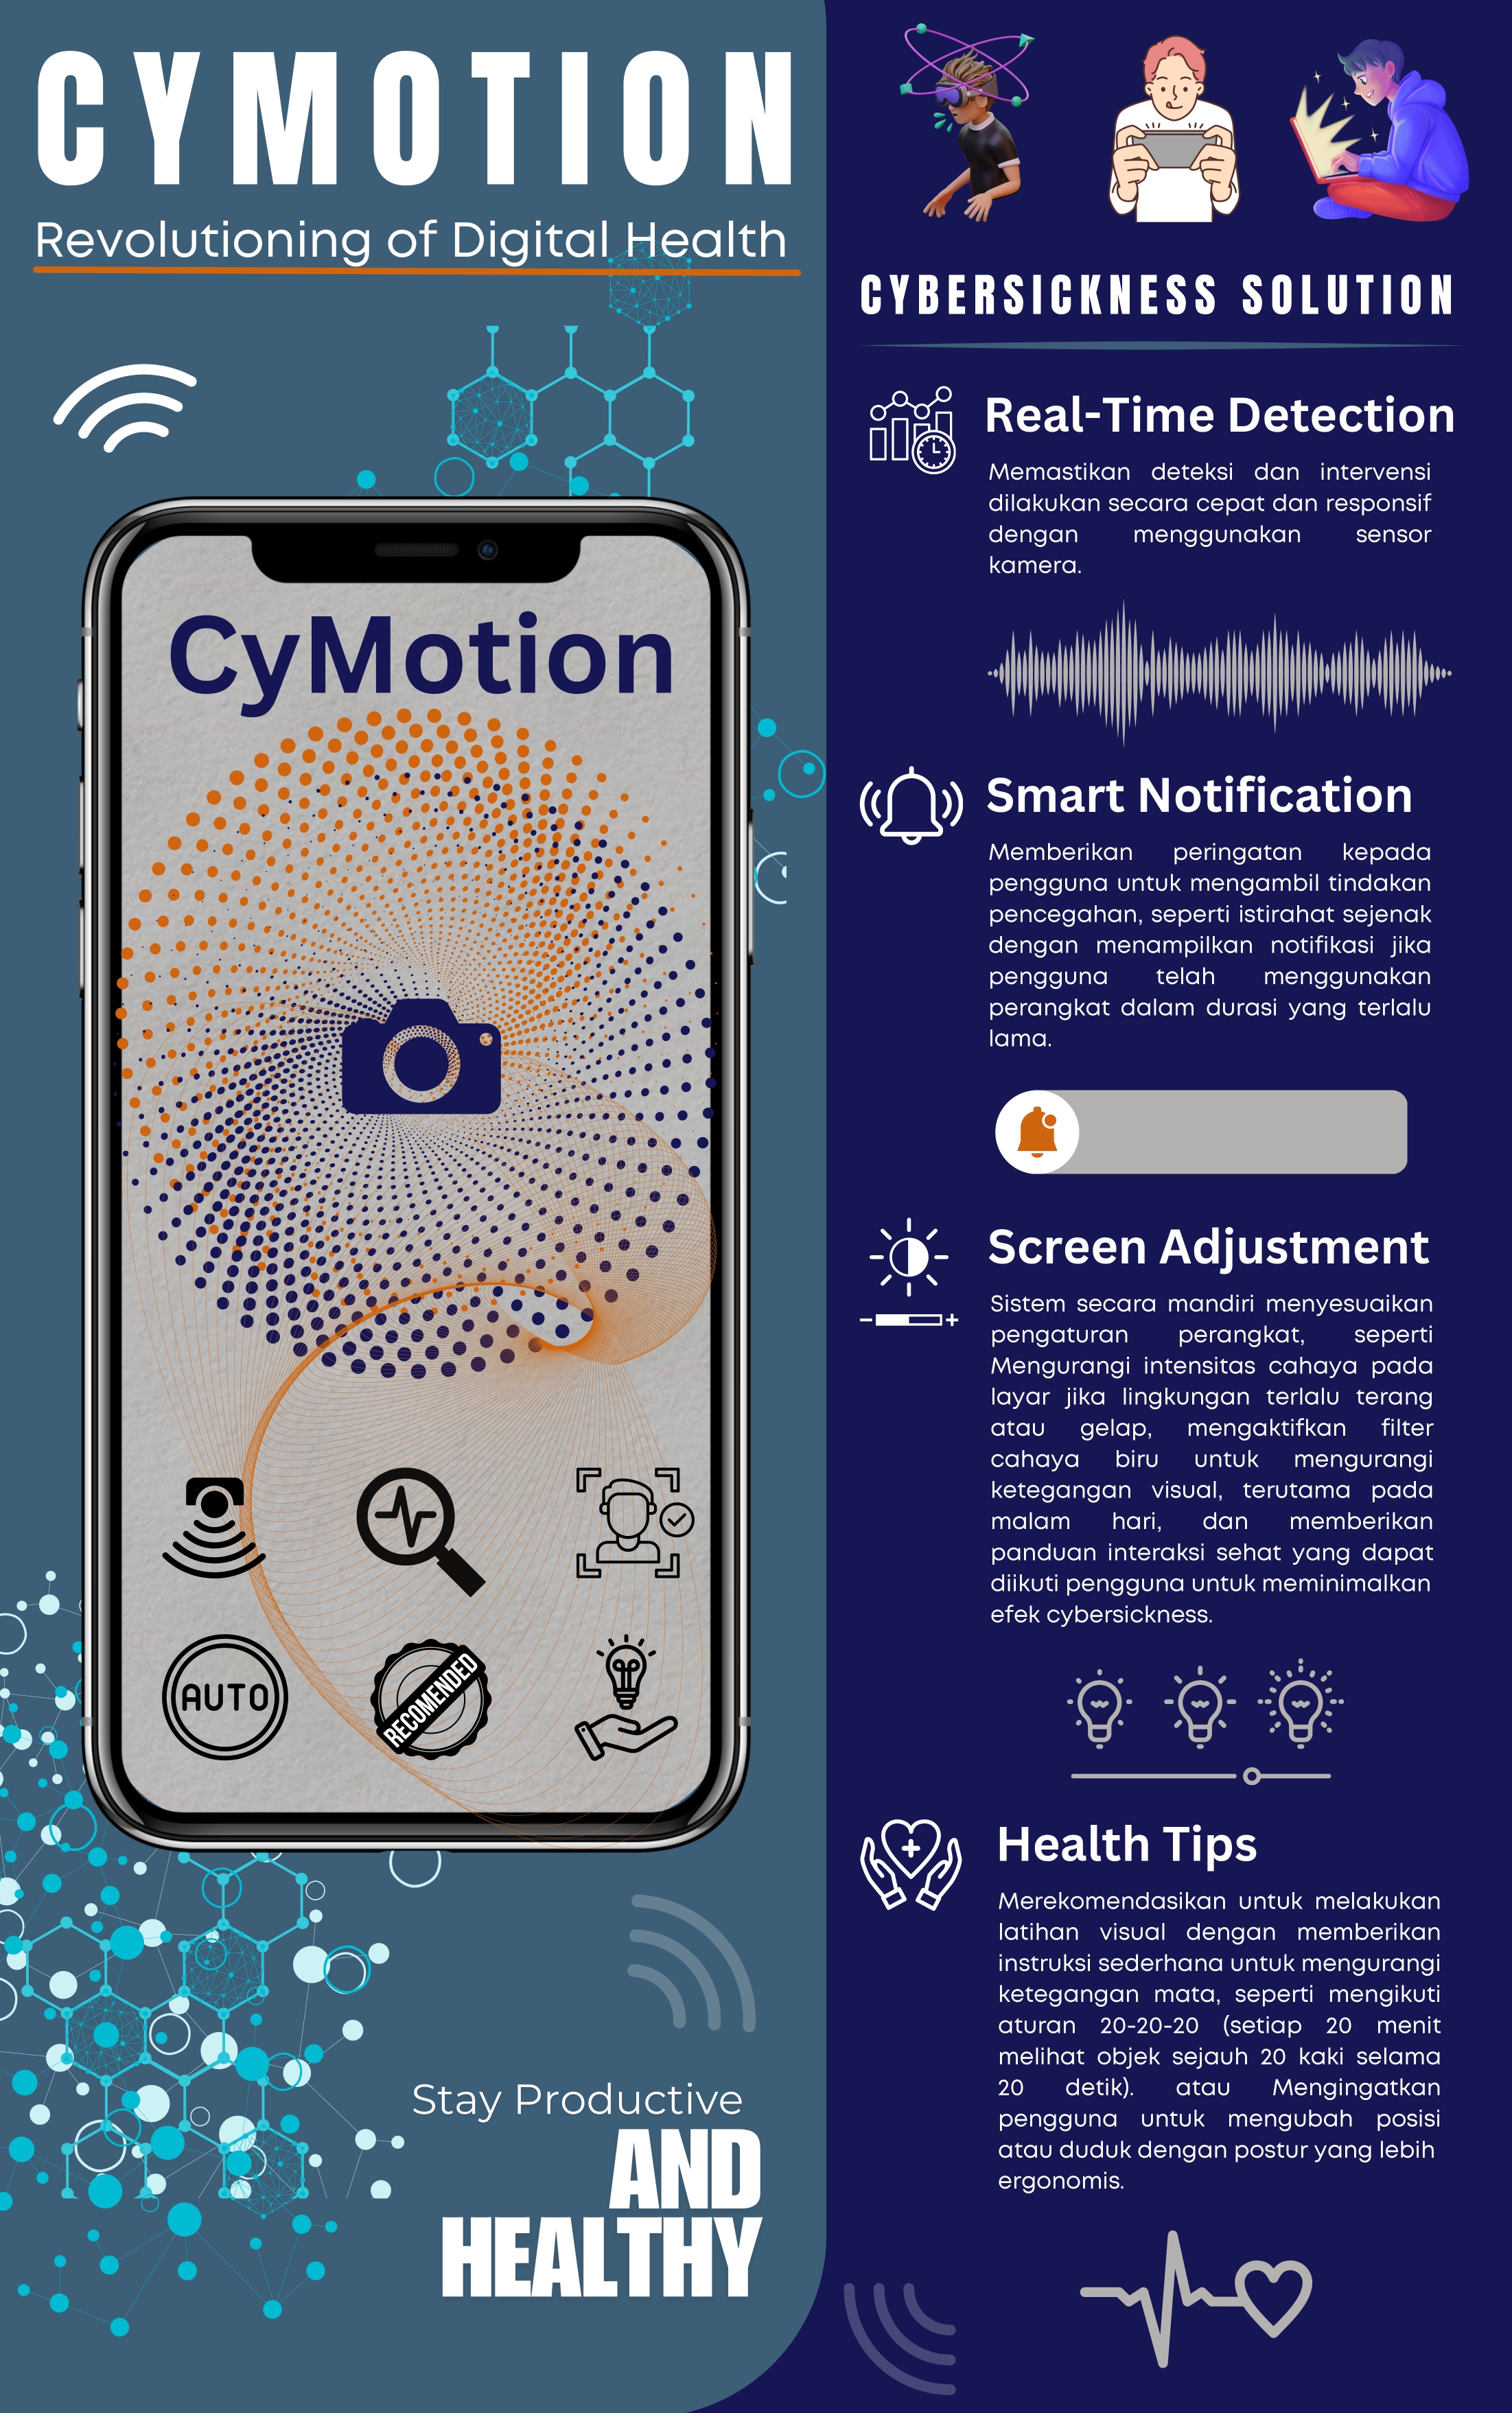 CYMOTION
Revolutioning of Digital Health
CyMotion
AUTO
RECOMENDED
Stay Productive
AND
HEALTHY
CYBERSICKNESS SOLUTION
Real-Time Detection
Memastikan deteksi dan intervensi
dilakukan secara cepat dan responsif
dengan menggunakan sensor
kamera.
Smart Notification
Memberikan peringatan kepada
pengguna untuk mengambil tindakan
pencegahan, seperti istirahat sejenak
dengan menampilkan notifikasi jika
pengguna telah menggunakan
perangkat dalam durasi yang terlalu
lama.
Screen Adjustment
Sistem secara mandiri menyesuaikan
pengaturan perangkat, seperti
Mengurangi intensitas cahaya pada
layar jika lingkungan terlalu terang
atau gelap, mengaktifkan filter
cahaya biru untuk mengurangi
ketegangan visual, terutama pada
malam hari, dan memberikan
panduan interaksi sehat yang dapat
diikuti pengguna untuk meminimalkan
efek cybersickness.
Health Tips
Merekomendasikan untuk melakukan
latihan visual dengan memberikan
instruksi sederhana untuk mengurangi
ketegangan mata, seperti mengikuti
aturan 20-20-20 (setiap 20 menit
melihat objek sejauh 20 kaki selama
20 detik). atau Mengingatkan
pengguna untuk mengubah posisi
atau duduk dengan postur yang lebih
ergonomis.